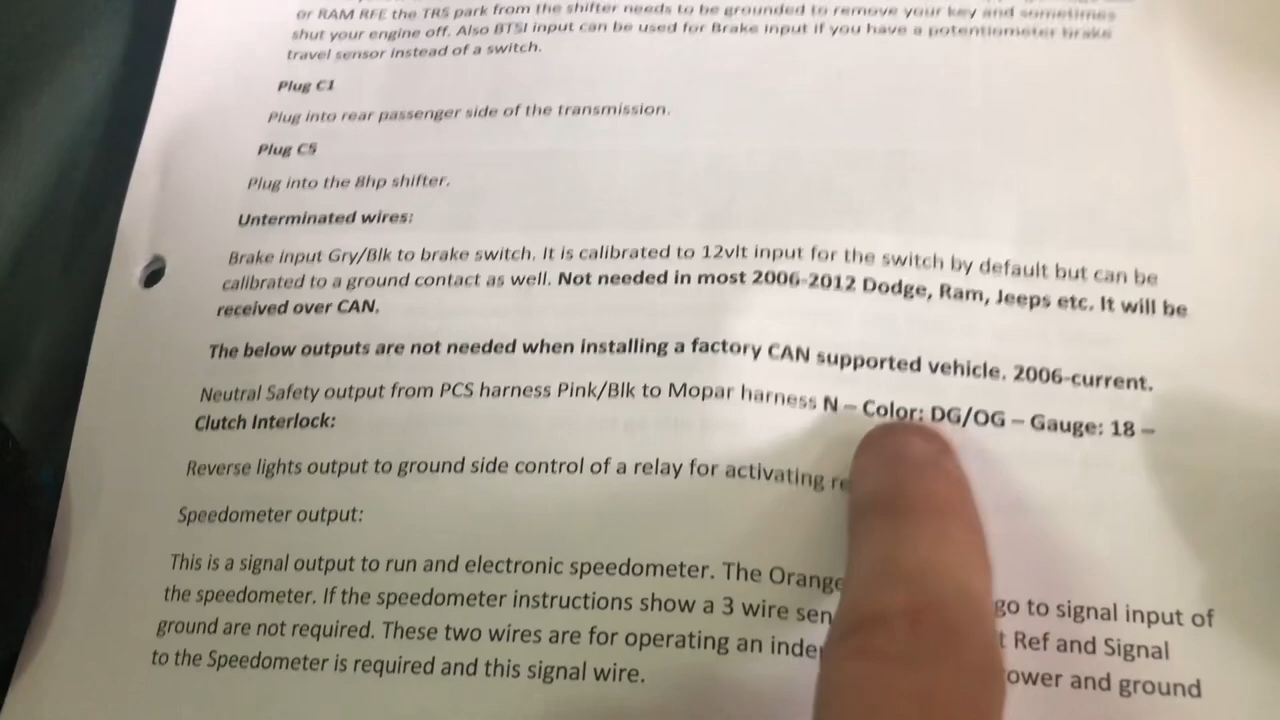 or RAM RFE the TRS park from the shifter needs to be grounded to remove your key and sometimes
shut your engine off. Also BTSI input can be used for Brake input if you have a potentiometer brake
travel sensor instead of a switch.
Plug C1
Plug into rear passenger side of the transmission.
Plug C5
Plug into the 8hp shifter.
Unterminated wires:
Brake input Gry/Blk to brake switch. It is calibrated to 12vlt input for the switch by default but can be
calibrated to a ground contact as well. Not needed in most 2006-2012 Dodge, Ram, Jeeps etc. It will be
received over CAN.
The below outputs are not needed when installing a factory CAN supported vehicle. 2006-current.
Neutral Safety output from PCS harness Pink/Blk to Mopar harness N – Color: DG/OG – Gauge: 18 –
Clutch Interlock:
Reverse lights output to ground side control of a relay for activating
Speedometer output:
This is a signal output to run and electronic speedometer. The Orange go to signal input of
the speedometer. If the speedometer instructions show a 3 wire Ref and Signal
ground are not required. These two wires are for operating an and ground
to the Speedometer is required and this signal wire.